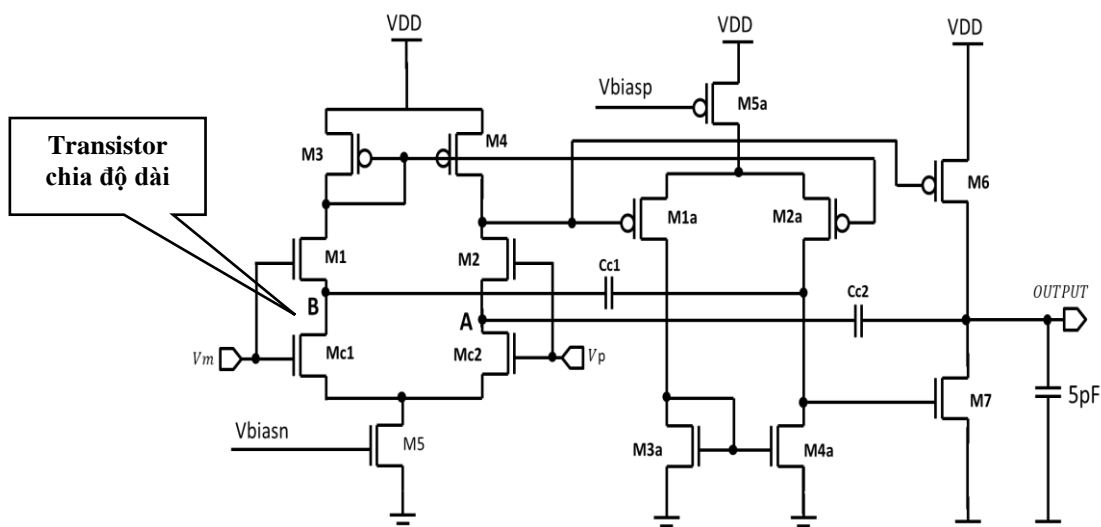 VDD
VDD
VDD
Vbiasp
M5a
Transistor
chia độ dài
M3
M4
M6
M1a
M2a
M1
M2
Cc1
Cc2
B
A
OUTPUT
Vm
Mc1
Mc2
Vp
M7
5pF
Vbiasn
M5
M3a
M4a